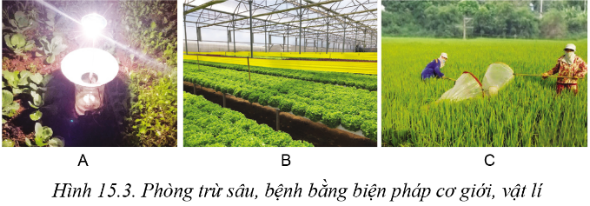 A B C
Hình 15.3. Phòng trừ sâu, bệnh bằng biện pháp cơ giới, vật lí